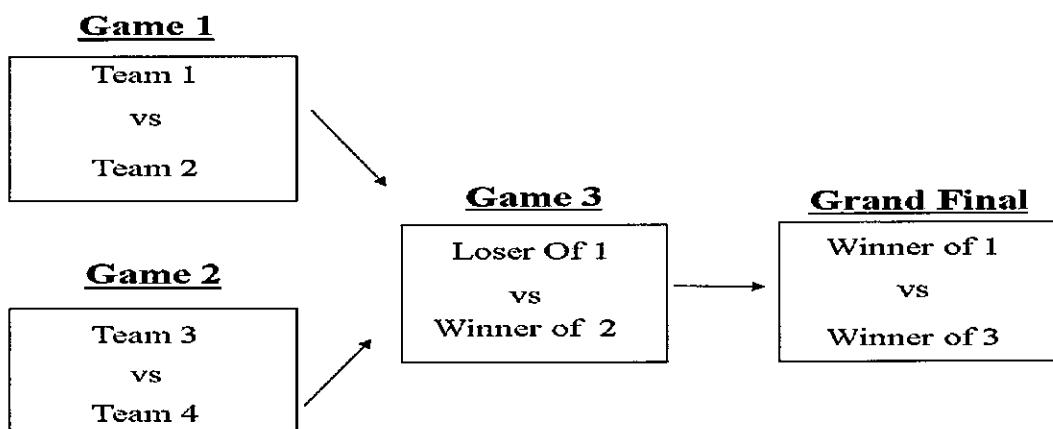 Game 1
Team 1
vs
Team 2
Game 2
Team 3
vs
Team 4
Game 3
Loser Of 1
vs
Winner of 2
Grand Final
Winner of 1
vs
Winner of 3